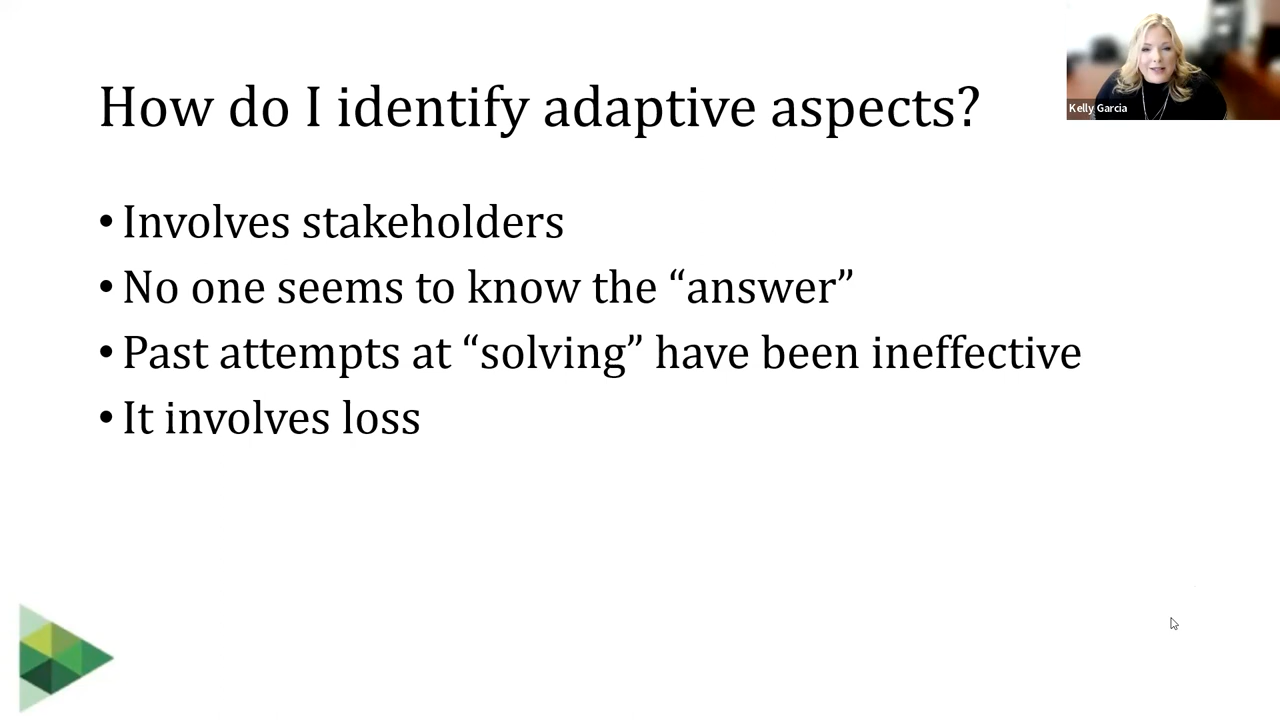 How do I identify adaptive aspects?
Kelly Garcia
• Involves stakeholders
• No one seems to know the “answer”
• Past attempts at “solving” have been ineffective
• It involves loss